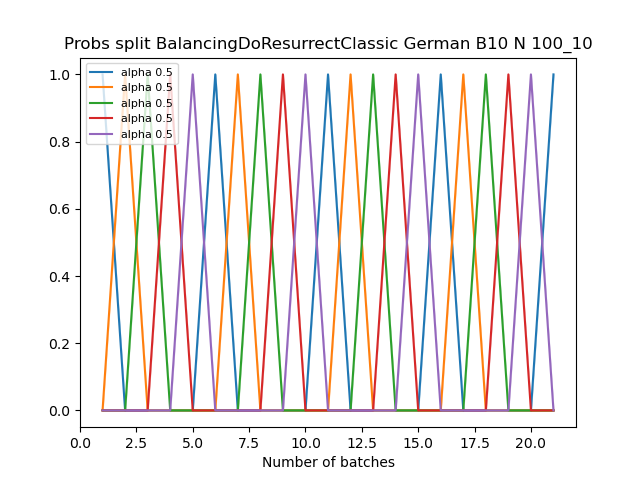 Probs split BalancingDoResurrectClassic German B10 N 100_10
alpha 0.5
alpha 0.5
alpha 0.5
alpha 0.5
alpha 0.5
1.0
0.8
0.6
0.4
0.2
0.0
0.0 2.5 5.0 7.5 10.0 12.5 15.0 17.5 20.0
Number of batches